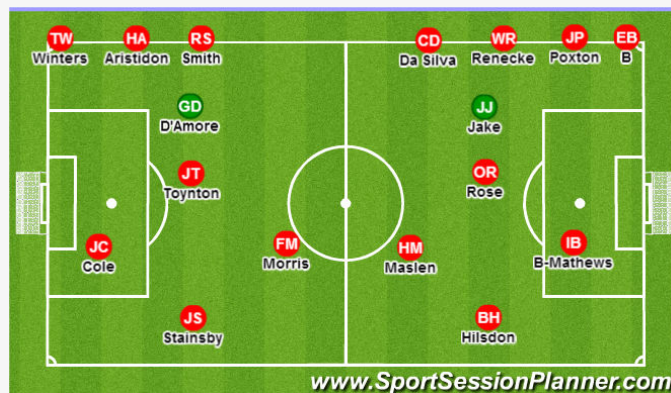 TW HA RS CD WR JP EB
Winters Aristidon Smith Da Silva Renecke Poxton B
GD JJ
D'Amore Jake
JT OR
Toynton Rose
JC FM HM IB
Cole Morris Maslen B-Mathews
JS BH
Stainsby Hilsdon
www.SportSessionPlanner.com